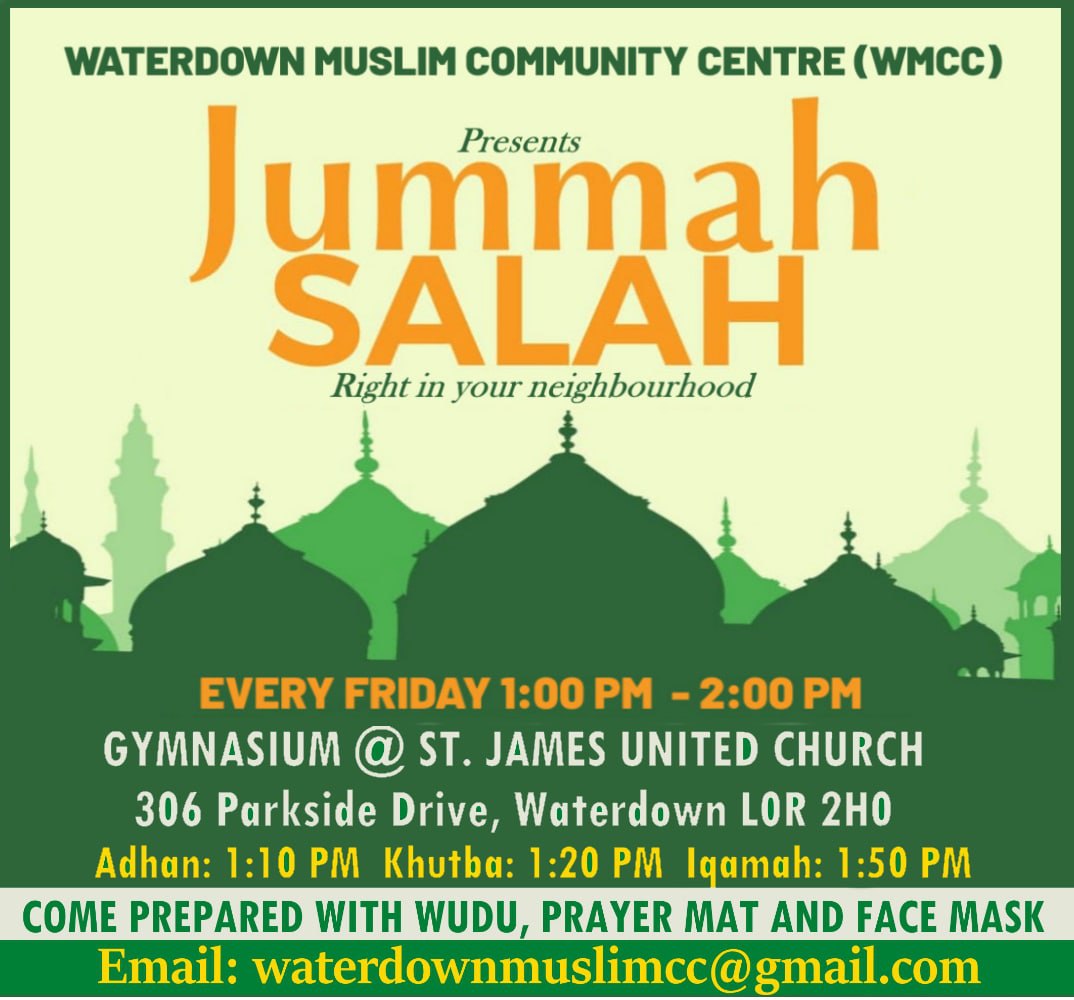 WATERDOWN MUSLIM COMMUNITY CENTRE (WMCC)
Presents
Jummah
SALAH
Right in your neighbourhood
EVERY FRIDAY 1:00 PM - 2:00 PM
GYMNASIUM @ ST. JAMES UNITED CHURCH
306 Parkside Drive, Waterdown L0R 2H0
Adhan: 1:10 PM Khutba: 1:20 PM Iqamah: 1:50 PM
COME PREPARED WITH WUDU, PRAYER MAT AND FACE MASK
Email: waterdownmuslimcc@gmail.com